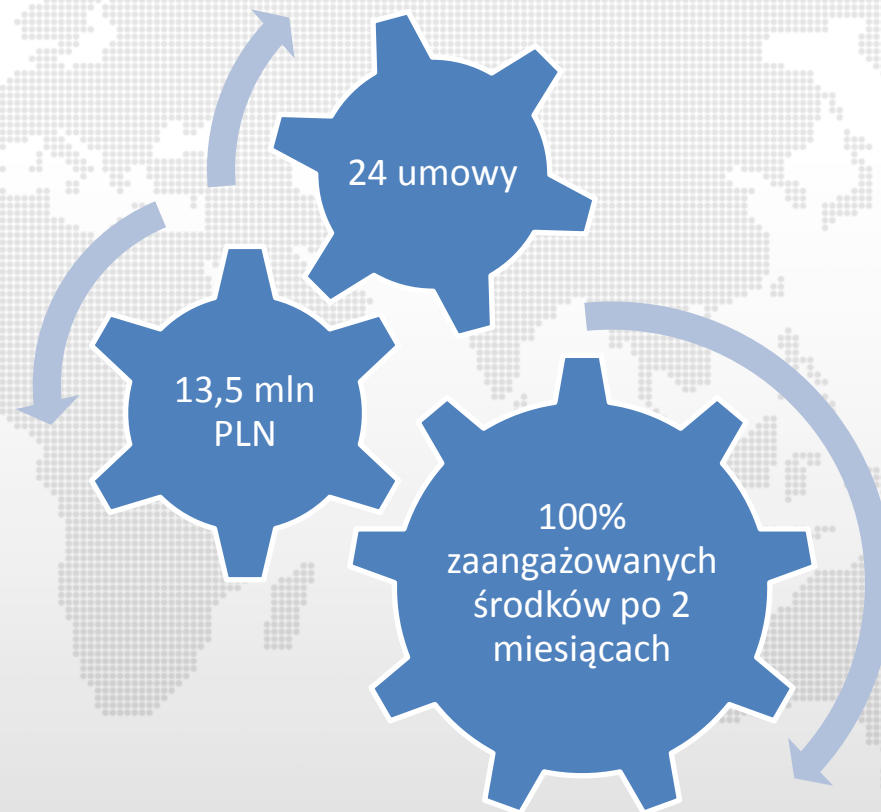 24 umowy
13,5 mln
PLN
100%
zaangażowanych
środków po 2
miesiącach